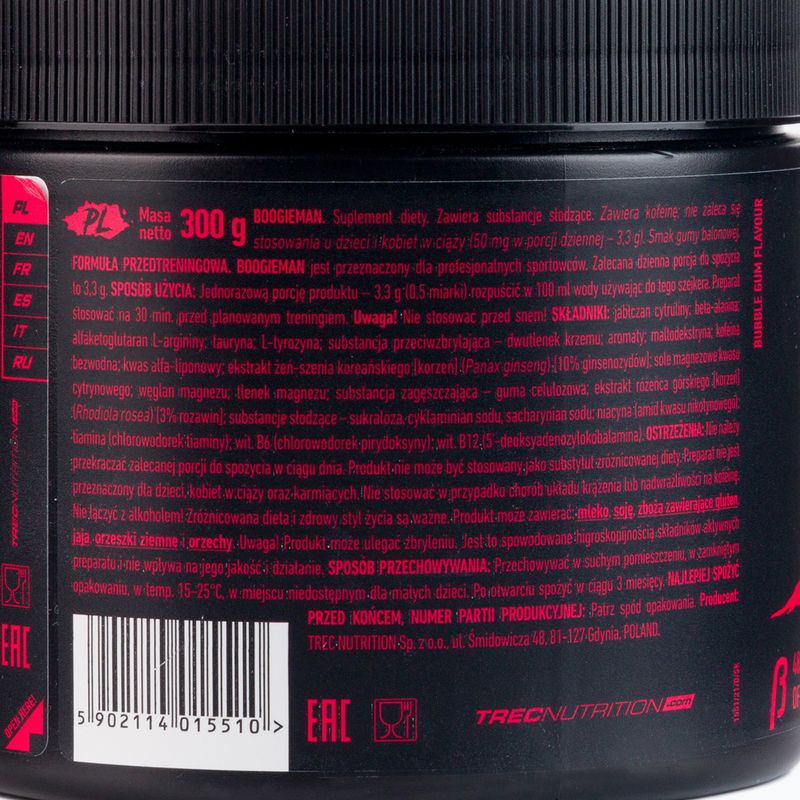 PL
EN
FR
ES
IT
RU
TRECNUTRITION.COM
EAC
OPEN HERE!
PL
Masa netto 300 g
BOOGIEMAN. Suplement diety. Zawiera substancje słodzące. Zawiera kofeinę; nie zaleca się
stosowania u dzieci i kobiet w ciąży (50 mg w porcji dziennej – 3,3 g). Smak gumy balonowej.
FORMUŁA PRZEDTRENINGOWA. BOOGIEMAN jest przeznaczony dla profesjonalnych sportowców. Zalecana dzienna porcja do spożycia
to 3,3 g. SPOSÓB UŻYCIA: Jednorazową porcję produktu – 3,3 g (0,5 miarki) rozpuścić w 100 ml wody używając do tego szejkera. Preparat
stosować na 30 min. przed planowanym treningiem. Uwaga! Nie stosować przed snem! SKŁADNIKI: jabłczan cytruliny; beta-alanina;
alfaketoglutaran L-argininy; tauryna; L-tyrozyna; substancja przeciwzbrylająca – dwutlenek krzemu; aromaty; maltodekstryna; kofeina
bezwodna; kwas alfa-liponowy; ekstrakt żeń-szenia koreańskiego [korzeń] (Panax ginseng) [10% ginsenozydów]; sole magnezowe kwasu
cytrynowego; węglan magnezu; tlenek magnezu; substancja zagęszczająca – guma celulozowa; ekstrakt różeńca górskiego [korzeń]
(Rhodiola rosea) [3% rozawin]; substancje słodzące – sukraloza, cyklaminian sodu, sacharynian sodu; niacyna (amid kwasu nikotynowego);
tiamina (chlorowodorek tiaminy); wit. B6 (chlorowodorek pirydoksyny); wit. B12 (5'-deoksyadenozylokobalamina). OSTRZEŻENIA: Nie należy
przekraczać zalecanej porcji do spożycia w ciągu dnia. Produkt nie może być stosowany jako substytut zróżnicowanej diety. Preparat nie jest
przeznaczony dla dzieci, kobiet w ciąży oraz karmiących. Nie stosować w przypadku chorób układu krążenia lub nadwrażliwości na kofeinę.
Nie łączyć z alkoholem! Zróżnicowana dieta i zdrowy styl życia są ważne. Produkt może zawierać: mleko, soję, zboża zawierające gluten,
jaja, orzeszki ziemne i orzechy. Uwaga! Produkt może ulegać zbryleniu. Jest to spowodowane higroskopijnością składników aktywnych
preparatu i nie wpływa na jego jakość i działanie. SPOSÓB PRZECHOWYWANIA: Przechowywać w suchym pomieszczeniu, w zamkniętym
opakowaniu, w temp. 15-25°C, w miejscu niedostępnym dla małych dzieci. Po otwarciu spożyć w ciągu 3 miesięcy. NAJLEPIEJ SPOŻYĆ
PRZED KOŃCEM, NUMER PARTII PRODUKCYJNEJ: Patrz spód opakowania. Producent:
TREC NUTRITION Sp. z o.o., ul. Śmidowicza 48, 81-127 Gdynia, POLAND.
5 902114 015510 >
EAC
TRECNUTRITION.com
BUBBLE GUM FLAVOUR
β